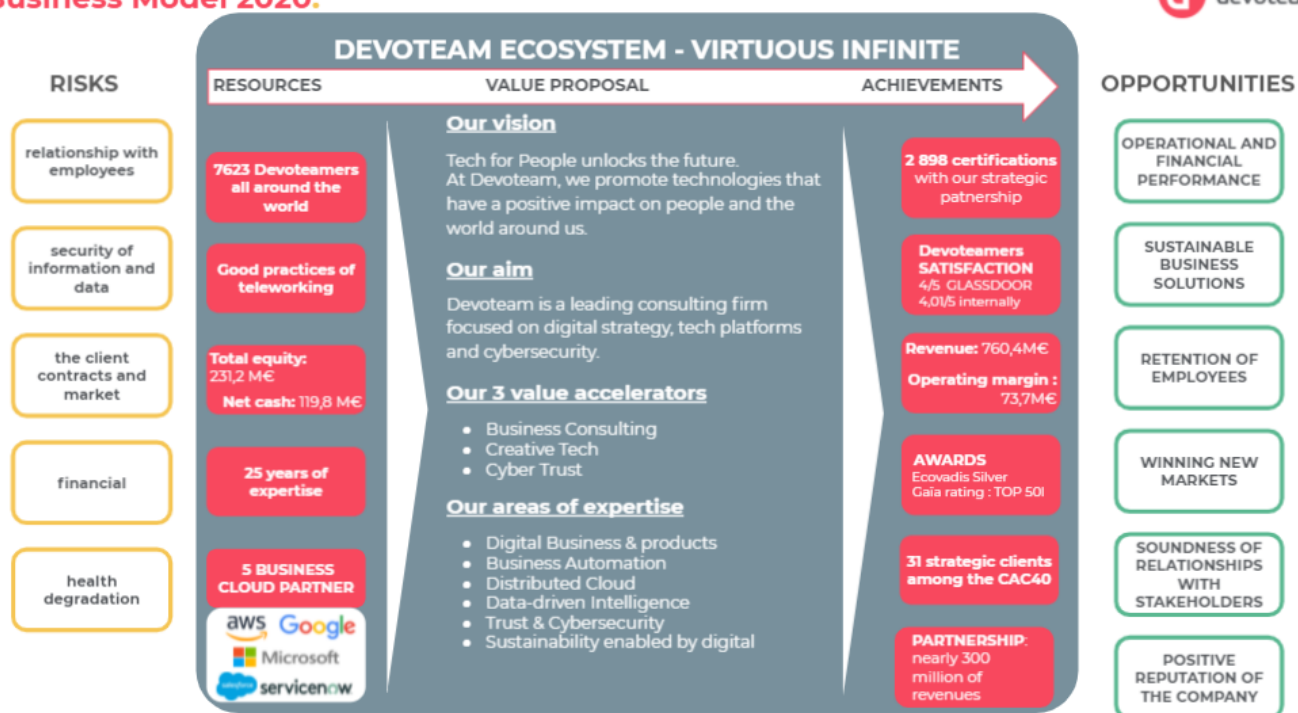 Business Model 2020.
devoteam
DEVOTEAM ECOSYSTEM - VIRTUOUS INFINITE
RISKS
RESOURCES
VALUE PROPOSAL
ACHIEVEMENTS
OPPORTUNITIES
relationship with
employees
security of
information and
data
the client
contracts and
market
financial
health
degradation
7623 Devoteamers
all around the
world
Good practices of
teleworking
Total equity:
231,2 M€
Net cash: 119,8 M€
25 years of
expertise
5 BUSINESS
CLOUD PARTNER
aws Google
Microsoft
salesforce servicenow
Our vision
Tech for People unlocks the future.
At Devoteam, we promote technologies that
have a positive impact on people and the
world around us.
Our aim
Devoteam is a leading consulting firm
focused on digital strategy, tech platforms
and cybersecurity.
Our 3 value accelerators
• Business Consulting
• Creative Tech
• Cyber Trust
Our areas of expertise
• Digital Business & products
• Business Automation
• Distributed Cloud
• Data-driven Intelligence
• Trust & Cybersecurity
• Sustainability enabled by digital
2 898 certifications
with our strategic
patnership
Devoteamers
SATISFACTION
4/5 GLASSDOOR
4,01/5 internally
Revenue: 760,4M€
Operating margin :
73,7M€
AWARDS
Ecovadis Silver
Gaïa rating : TOP 50!
31 strategic clients
among the CAC40
PARTNERSHIP:
nearly 300
million of
revenues
OPERATIONAL AND
FINANCIAL
PERFORMANCE
SUSTAINABLE
BUSINESS
SOLUTIONS
RETENTION OF
EMPLOYEES
WINNING NEW
MARKETS
SOUNDNESS OF
RELATIONSHIPS
WITH
STAKEHOLDERS
POSITIVE
REPUTATION OF
THE COMPANY